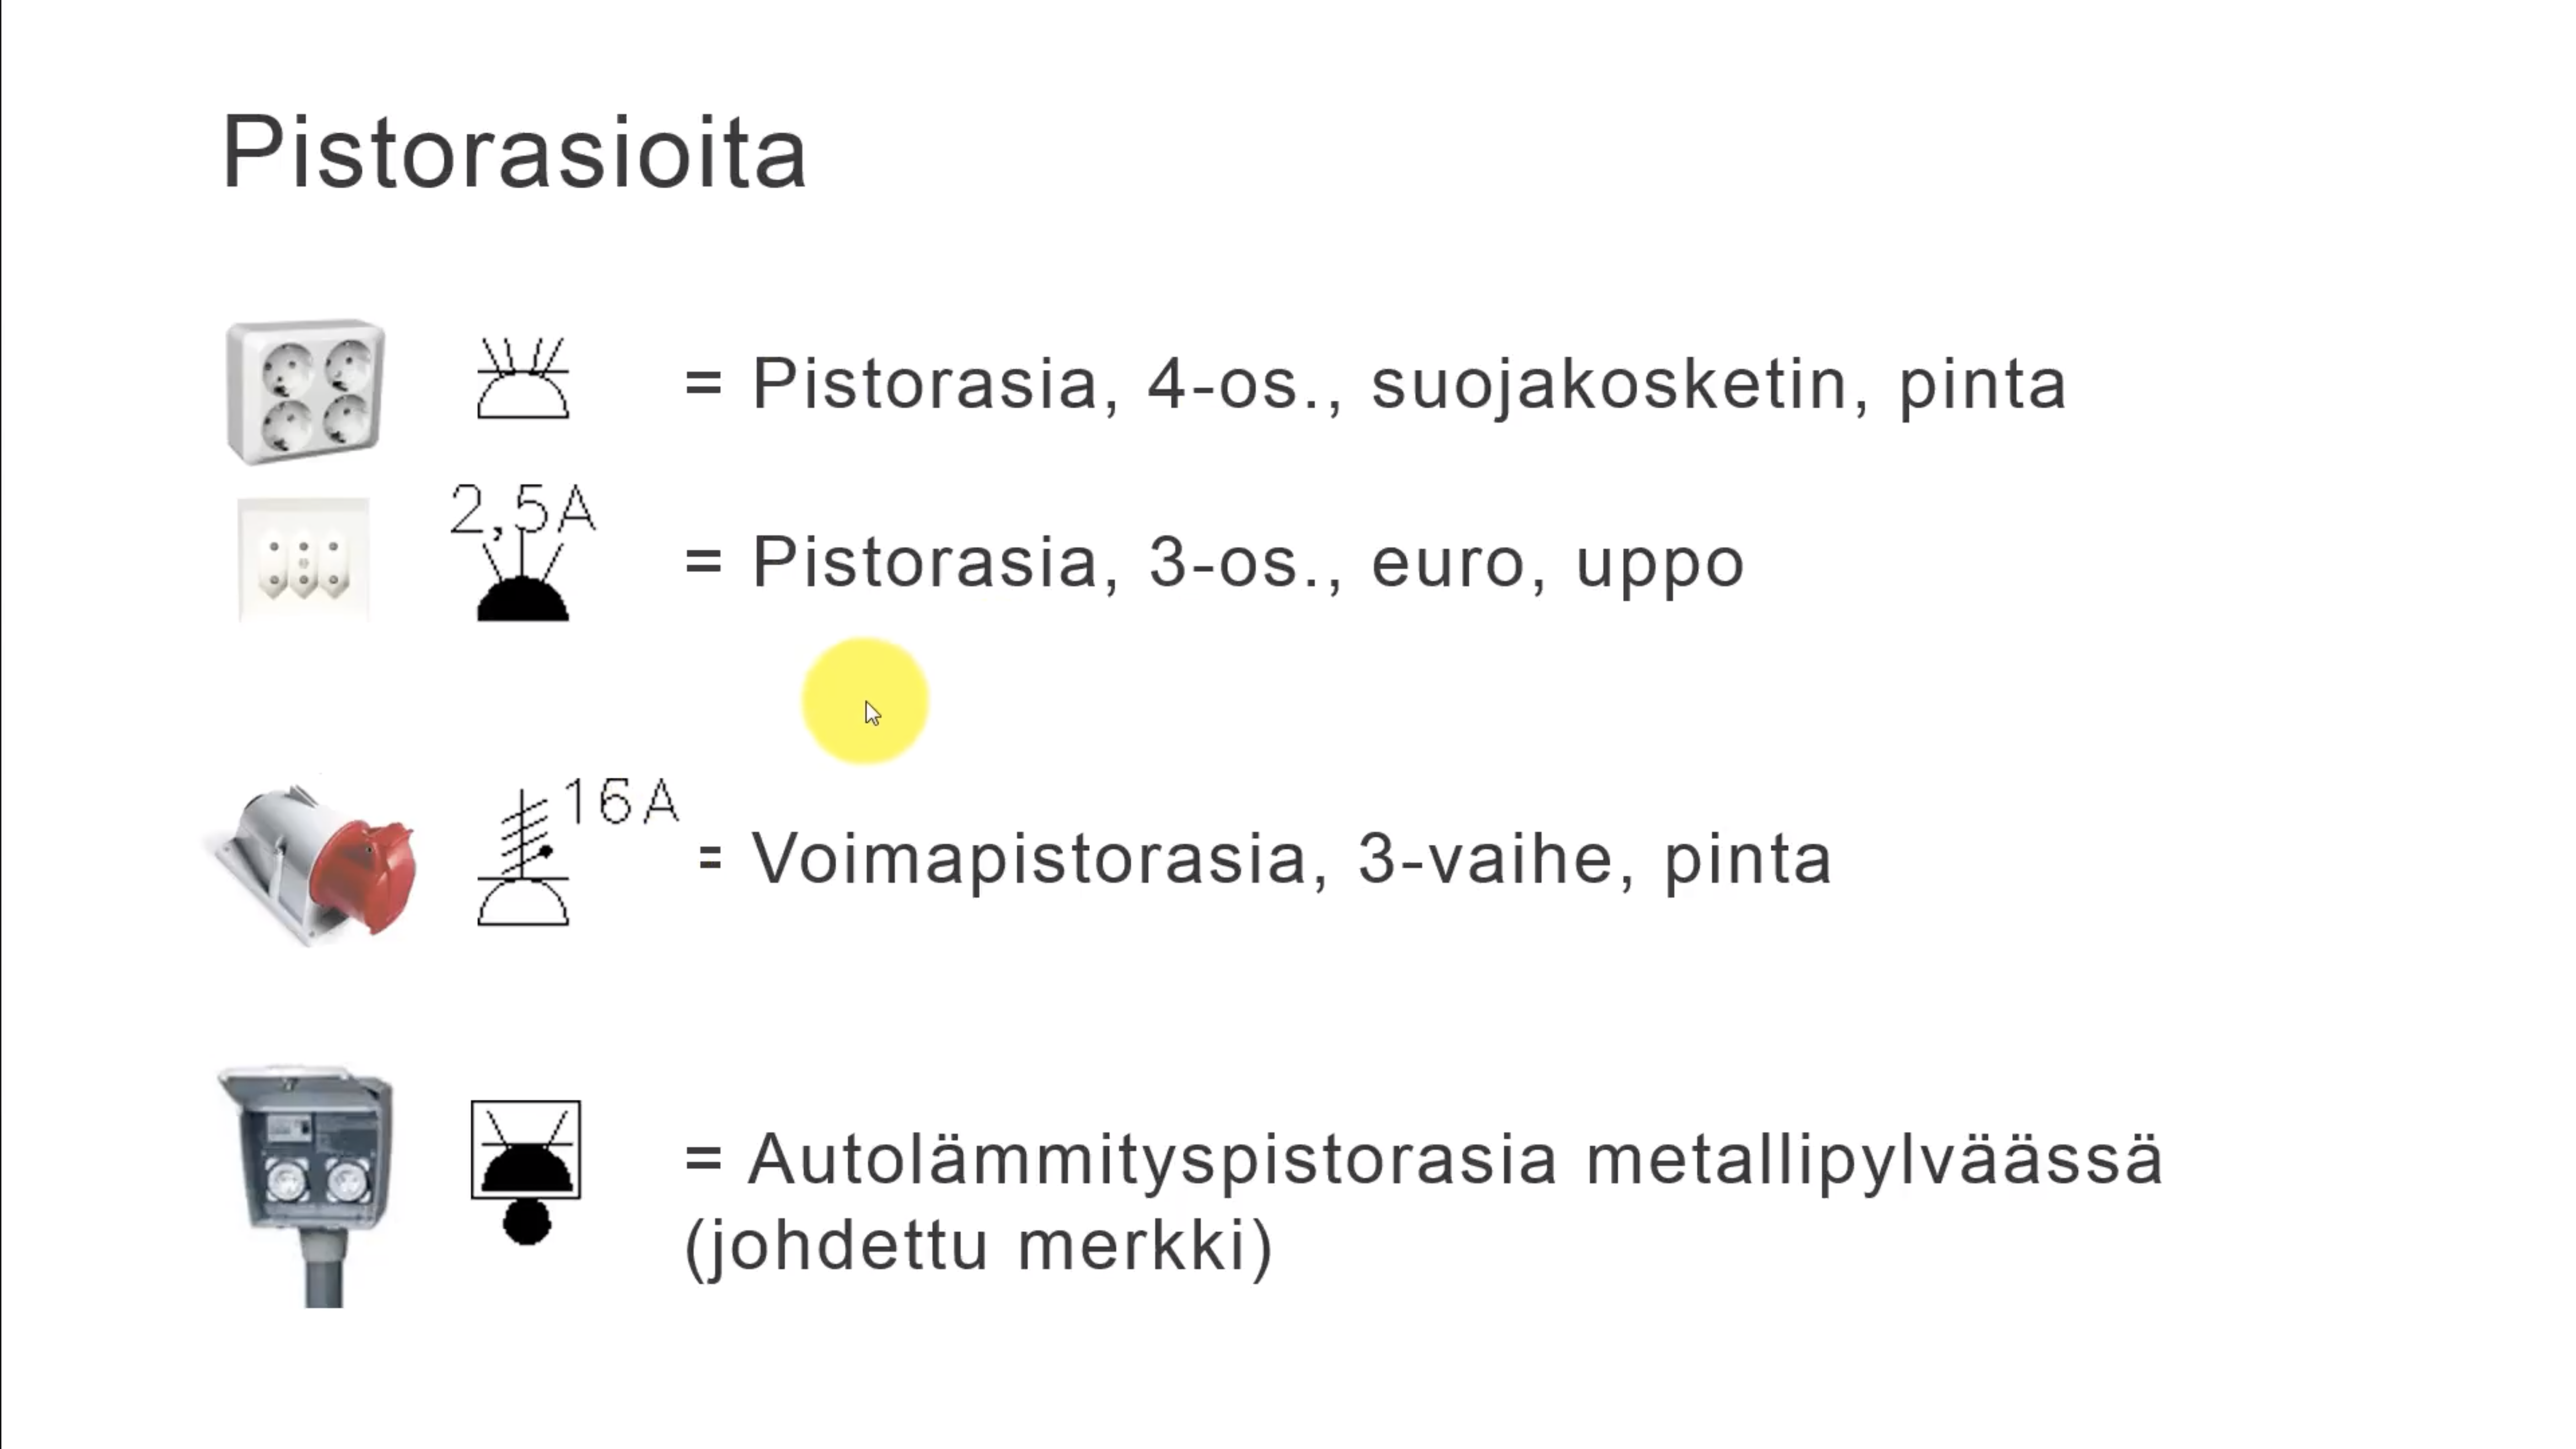 Pistorasioita
= Pistorasia, 4-os., suojakosketin, pinta
2,5A
= Pistorasia, 3-os., euro, uppo
16A
= Voimapistorasia, 3-vaihe, pinta
= Autolämmityspistorasia metallipylväässä
(johdettu merkki)